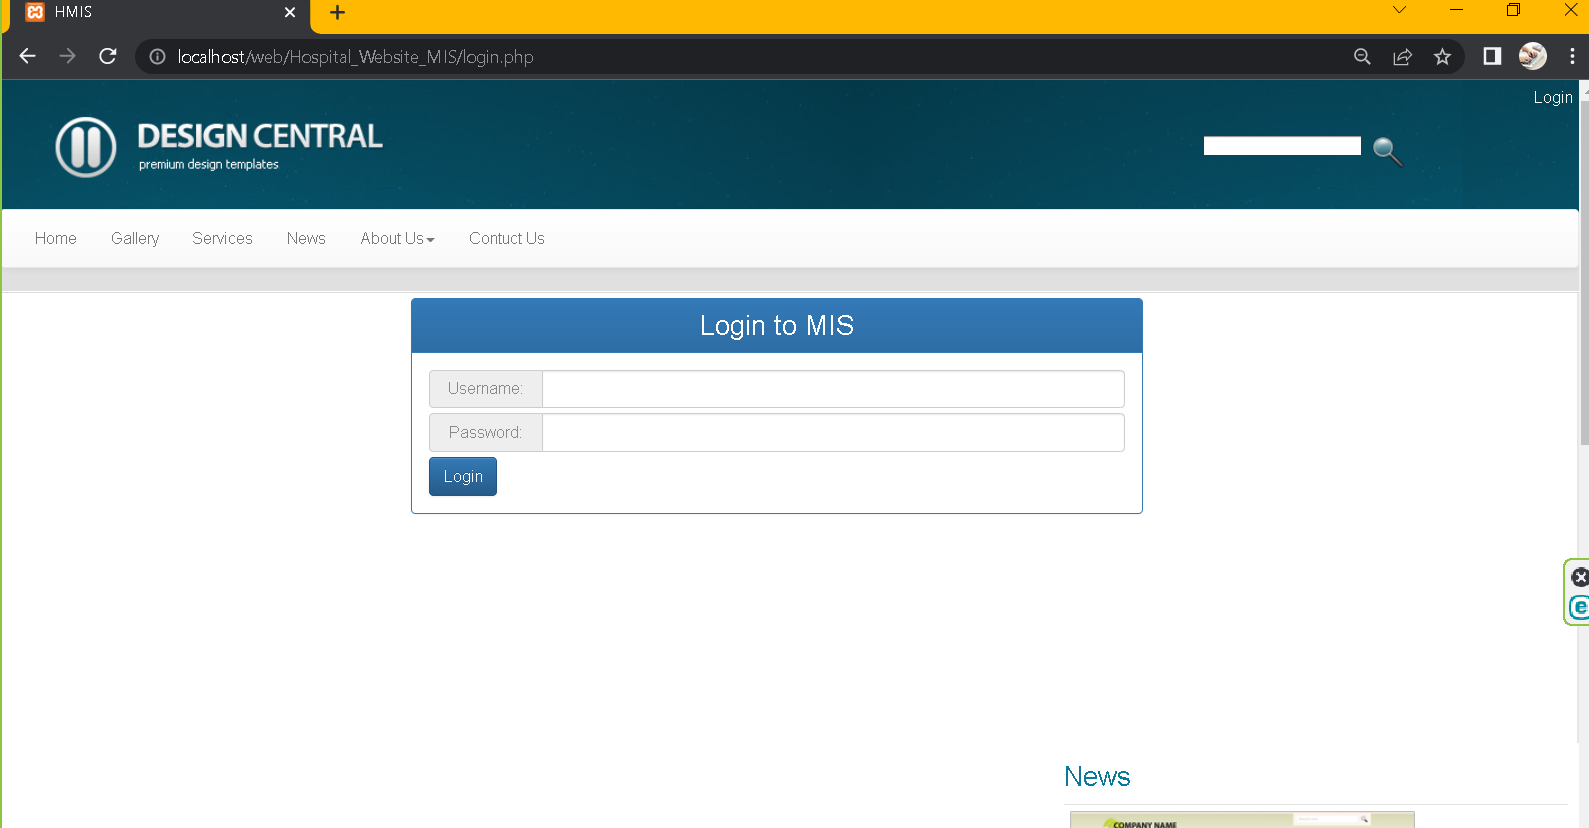 HMIS
localhost/web/Hospital_Website_MIS/login.php
Login
DESIGN CENTRAL
premium design templates
Home Gallery Services News About Us Contuct Us
Login to MIS
Username:
Password:
Login
e
News
COMPANY NAME